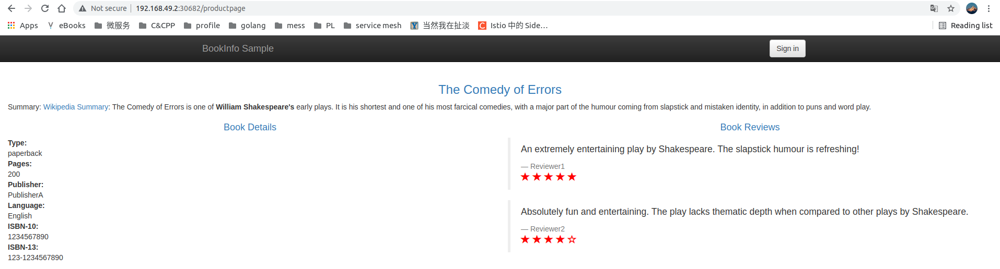 Not secure 192.168.49.2:30682/productpage
Apps eBooks 微服务 C&CPP profile golang mess PL service mesh 当然我在扯淡 Istio 中的 Side… Reading list
BookInfo Sample Sign in
The Comedy of Errors
Summary: Wikipedia Summary: The Comedy of Errors is one of William Shakespeare's early plays. It is his shortest and one of his most farcical comedies, with a major part of the humour coming from slapstick and mistaken identity, in addition to puns and word play.
Book Details
Type:
paperback
Pages:
200
Publisher:
PublisherA
Language:
English
ISBN-10:
1234567890
ISBN-13:
123-1234567890
Book Reviews
An extremely entertaining play by Shakespeare. The slapstick humour is refreshing!
— Reviewer1
Absolutely fun and entertaining. The play lacks thematic depth when compared to other plays by Shakespeare.
— Reviewer2